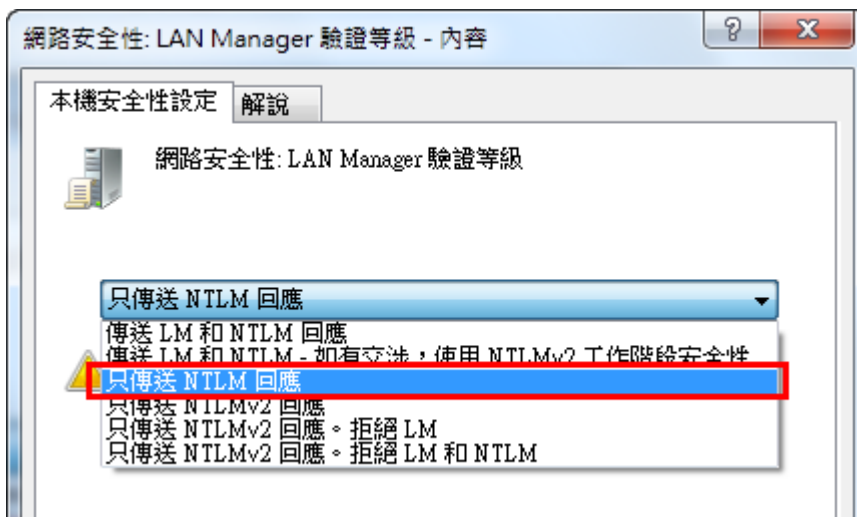 網路安全性: LAN Manager 驗證等級 - 內容
本機安全性設定
解說
網路安全性: LAN Manager 驗證等級
只傳送 NTLM 回應
傳送 LM 和 NTLM 回應
傳送 LM 和 NTLM - 如有交涉，使用 NTLMv2 工作階段安全性
只傳送 NTLM 回應
只傳送 NTLMv2 回應
只傳送 NTLMv2 回應。拒絕 LM
只傳送 NTLMv2 回應。拒絕 LM 和 NTLM